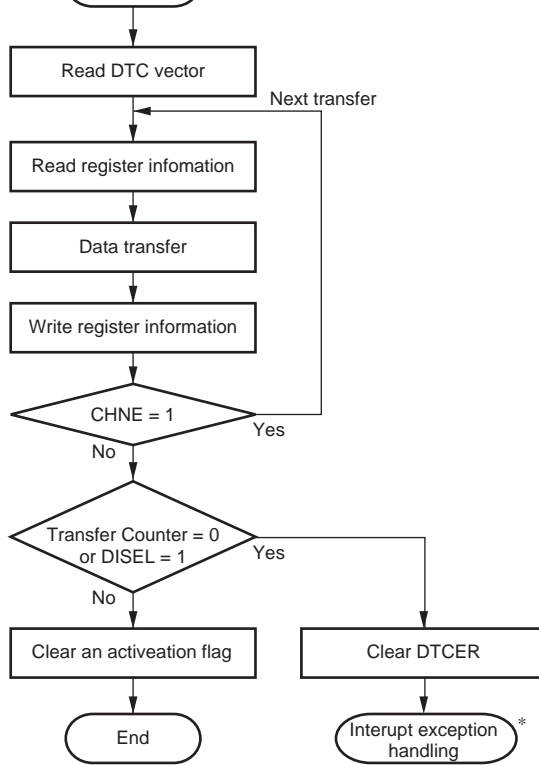 Read DTC vector
Next transfer
Read register infomation
Data transfer
Write register information
CHNE = 1
Yes
No
Transfer Counter = 0
or DISEL = 1
Yes
No
Clear an activeation flag
Clear DTCER
End
Interupt exception
handling
*